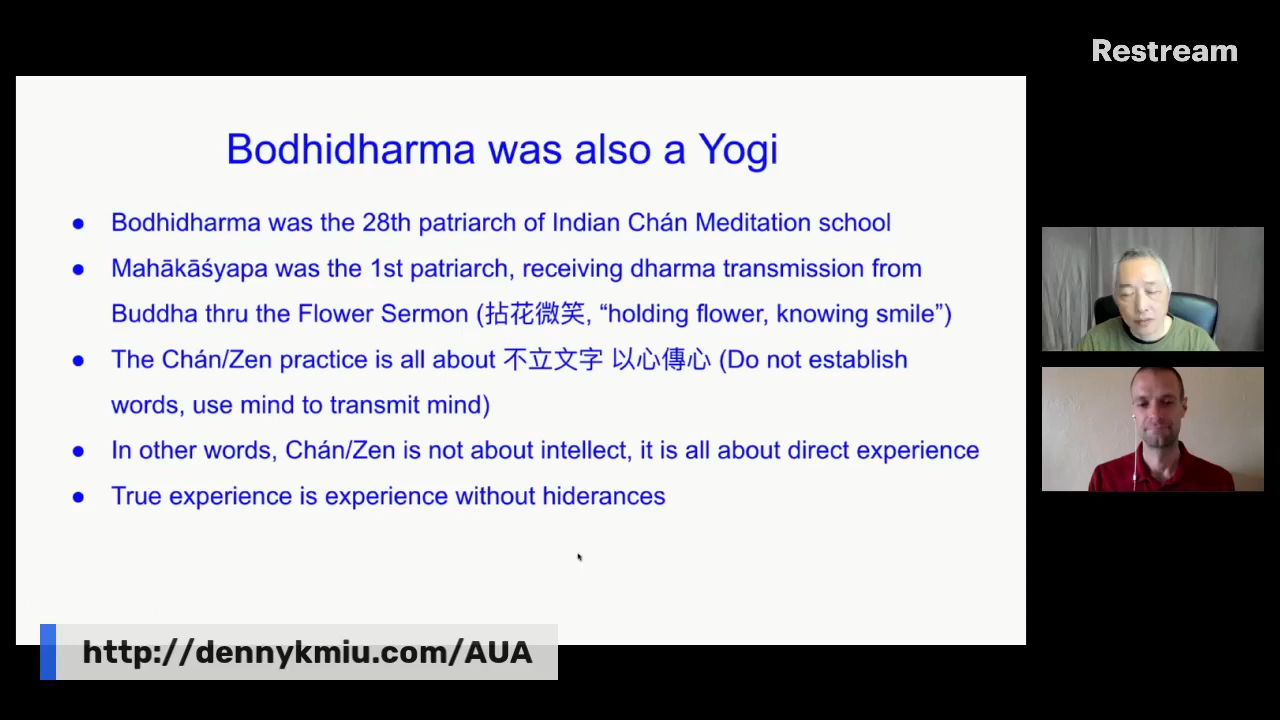 Restream
Bodhidharma was also a Yogi
● Bodhidharma was the 28th patriarch of Indian Chán Meditation school
● Mahākāśyapa was the 1st patriarch, receiving dharma transmission from
Buddha thru the Flower Sermon (拈花微笑, “holding flower, knowing smile”)
● The Chán/Zen practice is all about 不立文字 以心傳心 (Do not establish
words, use mind to transmit mind)
● In other words, Chán/Zen is not about intellect, it is all about direct experience
● True experience is experience without hiderances
http://dennykmiu.com/AUA